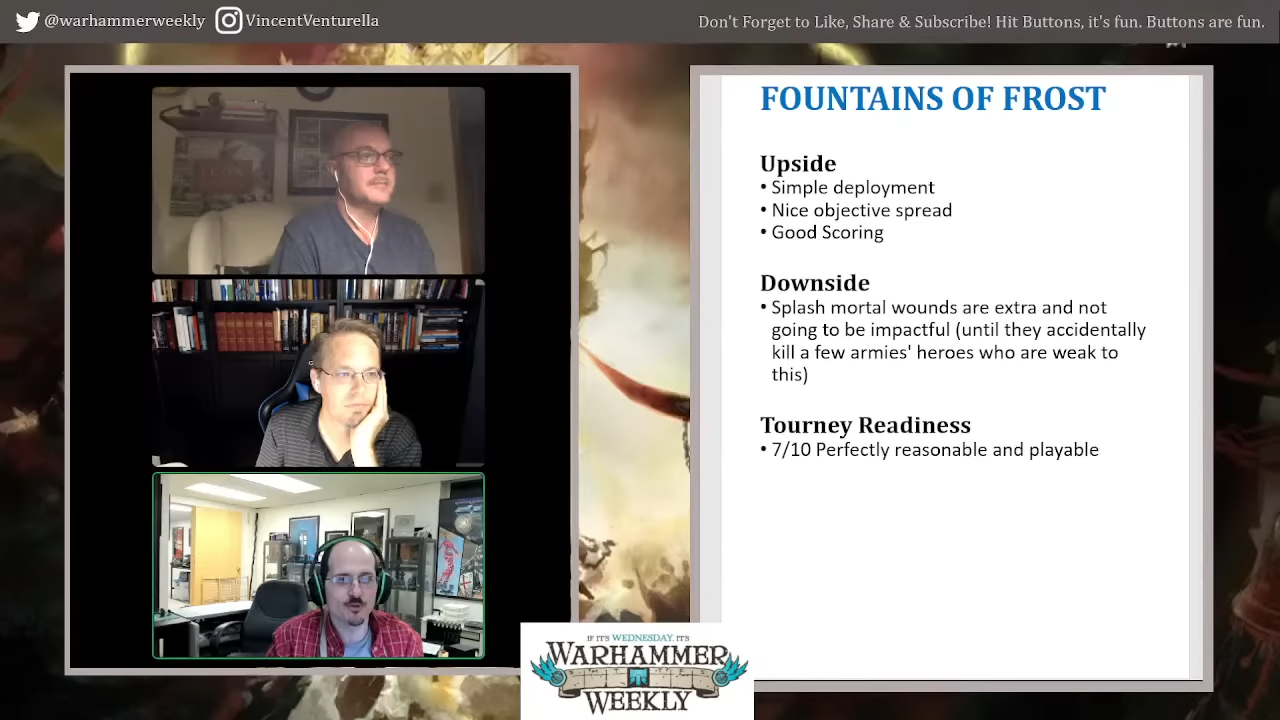 @warhammerweekly VincentVenturella
Don't Forget to Like, Share & Subscribe! Hit Buttons, it's fun. Buttons are fun.
FOUNTAINS OF FROST
Upside
• Simple deployment
• Nice objective spread
• Good Scoring
Downside
• Splash mortal wounds are extra and not
going to be impactful (until they accidentally
kill a few armies' heroes who are weak to
this)
Tourney Readiness
• 7/10 Perfectly reasonable and playable
IF IT'S WEDNESDAY, IT'S
WARHAMMER
WEEKLY